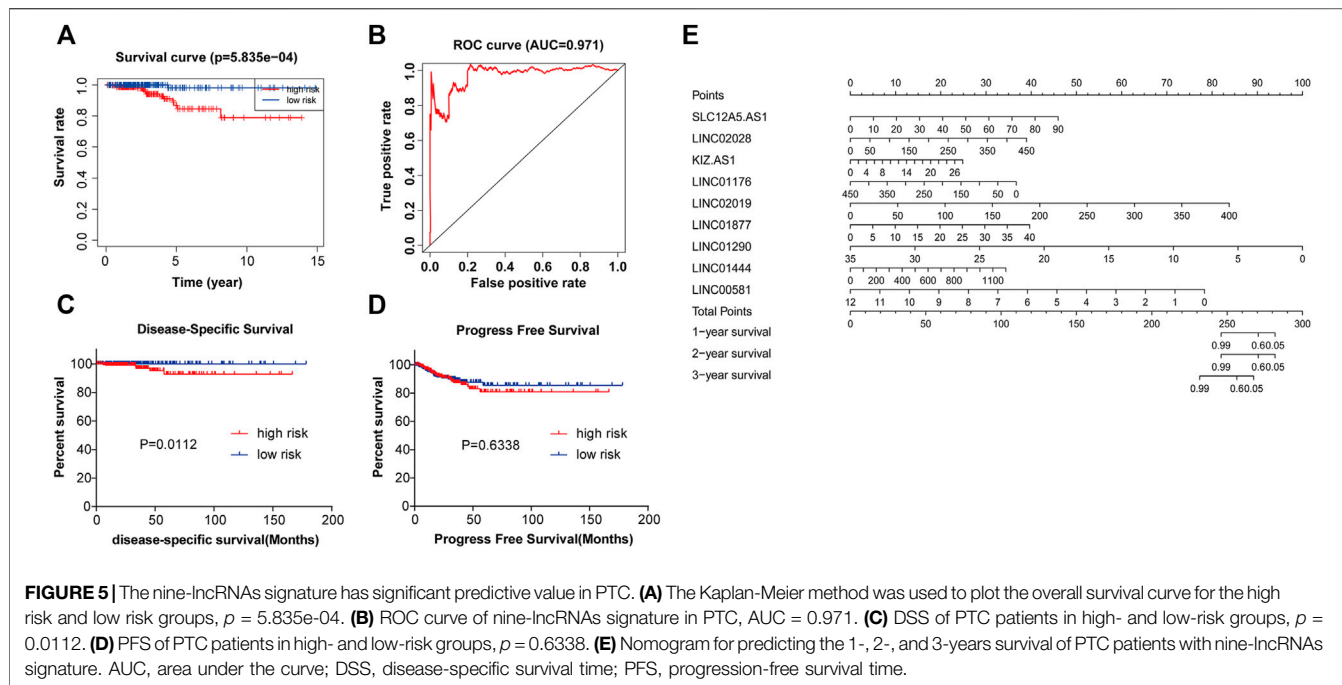 A
Survival curve (p=5.835e−04)
high risk
low risk
Survival rate
0.0 0.2 0.4 0.6 0.8 1.0
0 5 10 15
Time (year)
B
ROC curve (AUC=0.971)
True positive rate
0.0 0.2 0.4 0.6 0.8 1.0
0.0 0.2 0.4 0.6 0.8 1.0
False positive rate
C
Disease-Specific Survival
Percent survival
100
80
60
40
20
0
P=0.0112
high risk
low risk
0 50 100 150 200
disease-specific survival(Months)
D
Progress Free Survival
Percent survival
100
80
60
40
20
0
P=0.6338
high risk
low risk
0 50 100 150 200
Progress Free Survival(Months)
E
0 10 20 30 40 50 60 70 80 90 100
Points
SLC12A5.AS1
0 10 20 30 40 50 60 70 80 90
LINC02028
0 50 150 250 350 450
KIZ.AS1
0 4 8 14 20 26
LINC01176
450 350 250 150 50 0
LINC02019
0 50 100 150 200 250 300 350 400
LINC01877
0 5 10 15 20 25 30 35 40
LINC01290
35 30 25 20 15 10 5 0
LINC01444
0 200 400 600 800 1100
LINC00581
12 11 10 9 8 7 6 5 4 3 2 1 0
Total Points
0 50 100 150 200 250 300
1−year survival
0.99 0.60.05
2−year survival
0.99 0.60.05
3−year survival
0.99 0.60.05
FIGURE 5 | The nine-lncRNAs signature has significant predictive value in PTC. (A) The Kaplan-Meier method was used to plot the overall survival curve for the high
risk and low risk groups, p = 5.835e-04. (B) ROC curve of nine-lncRNAs signature in PTC, AUC = 0.971. (C) DSS of PTC patients in high- and low-risk groups, p =
0.0112. (D) PFS of PTC patients in high- and low-risk groups, p = 0.6338. (E) Nomogram for predicting the 1-, 2-, and 3-years survival of PTC patients with nine-lncRNAs
signature. AUC, area under the curve; DSS, disease-specific survival time; PFS, progression-free survival time.